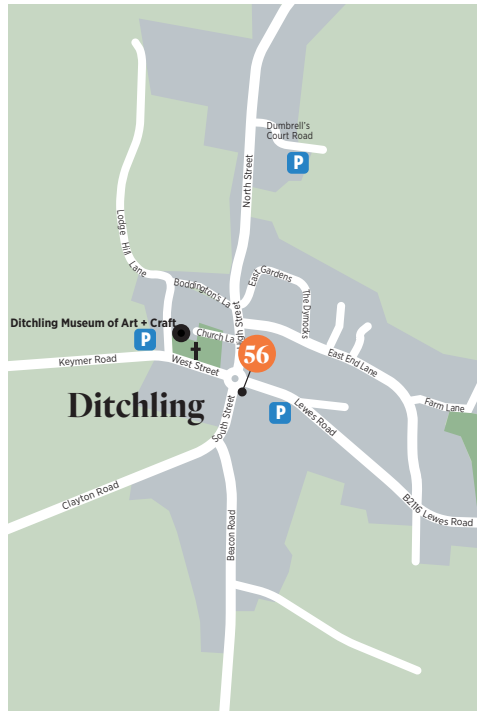 Dumbrell's
Court Road
P
North Street
Lodge Hill Lane
East Gardens
Boddington's La
The Dymocks
High Street
Ditchling Museum of Art + Craft
Church La
P
56
East End Lane
Keymer Road
West Street
Ditchling
P
Lewes Road
Farm Lane
South Street
Clayton Road
B2116 Lewes Road
Beacon Road